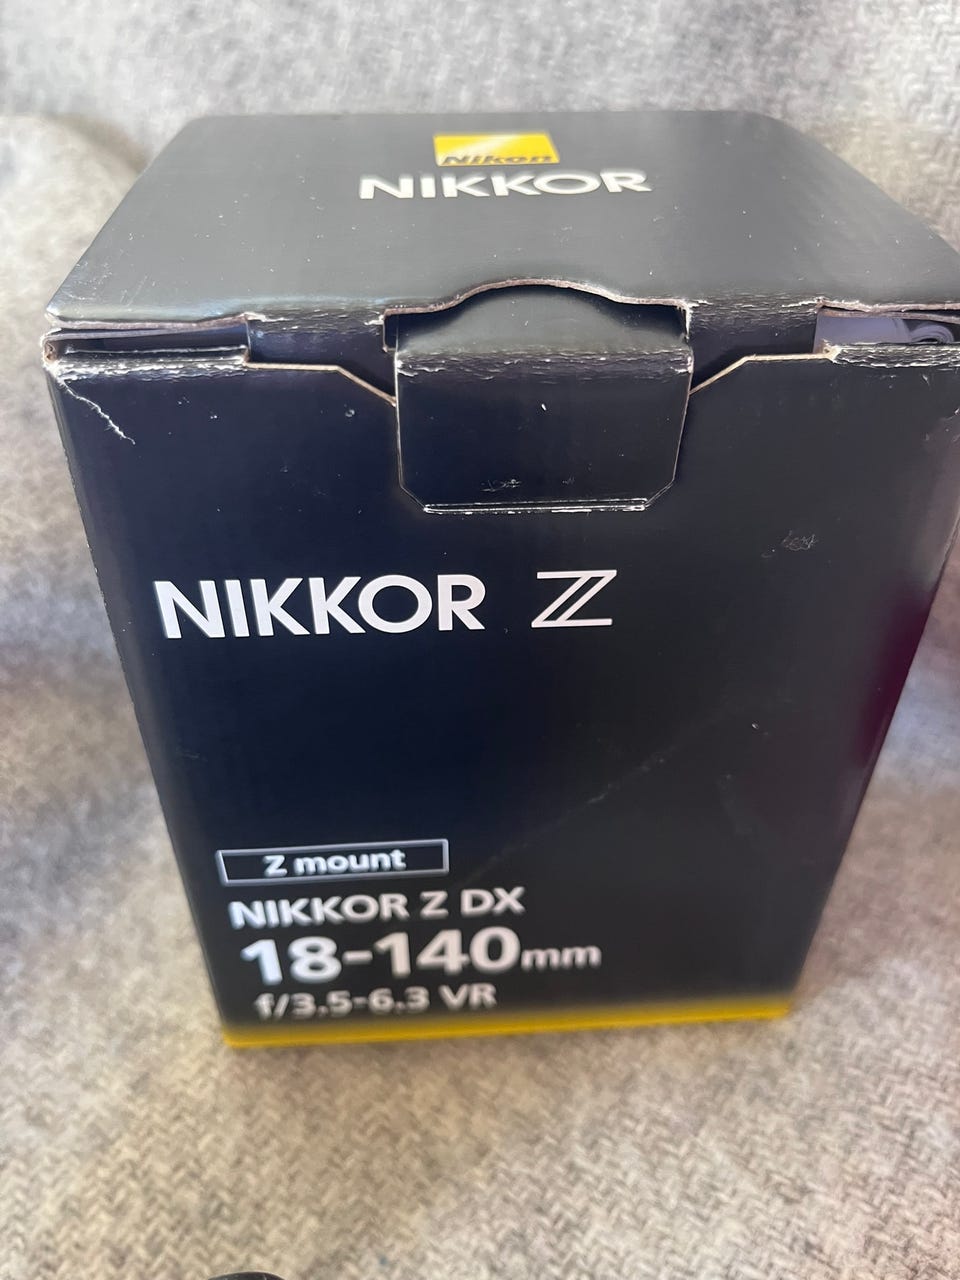 Nikon
NIKKOR
NIKKOR Z
Z mount
NIKKOR Z DX
18-140mm
f/3.5-6.3 VR